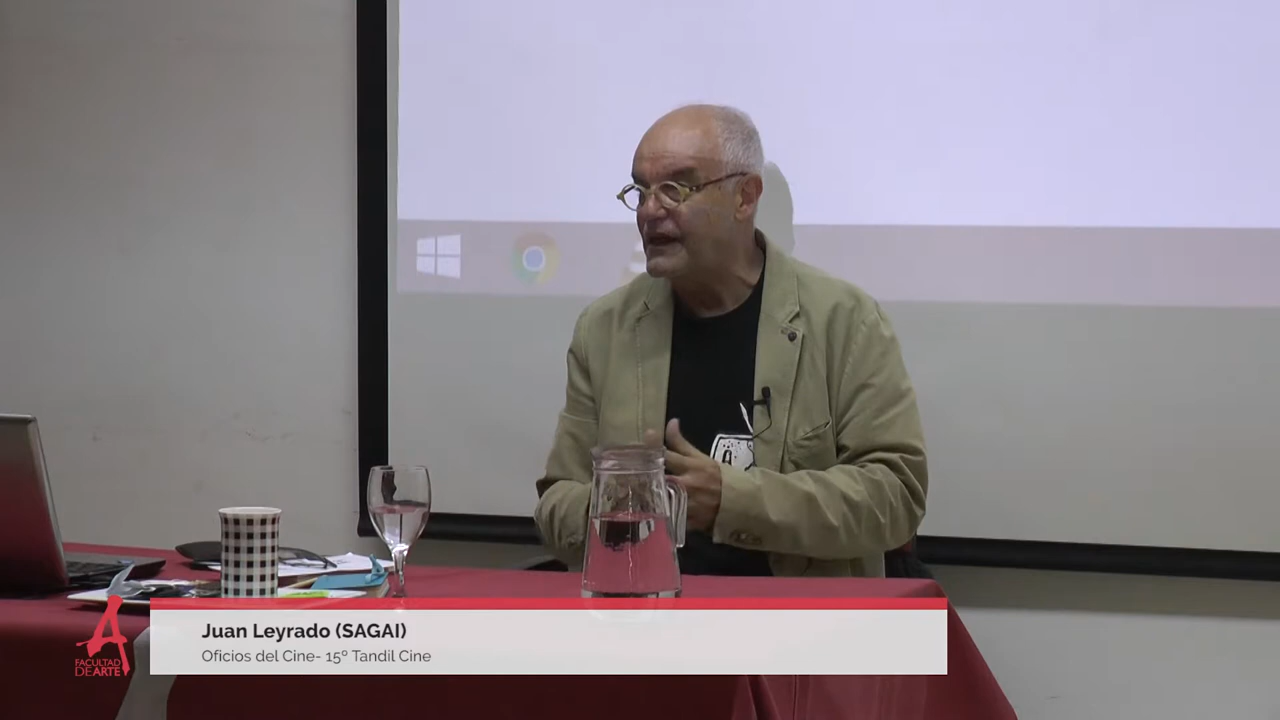 Juan Leyrado (SAGAI)
Oficios del Cine- 15º Tandil Cine
FACULTAD
DE ARTE